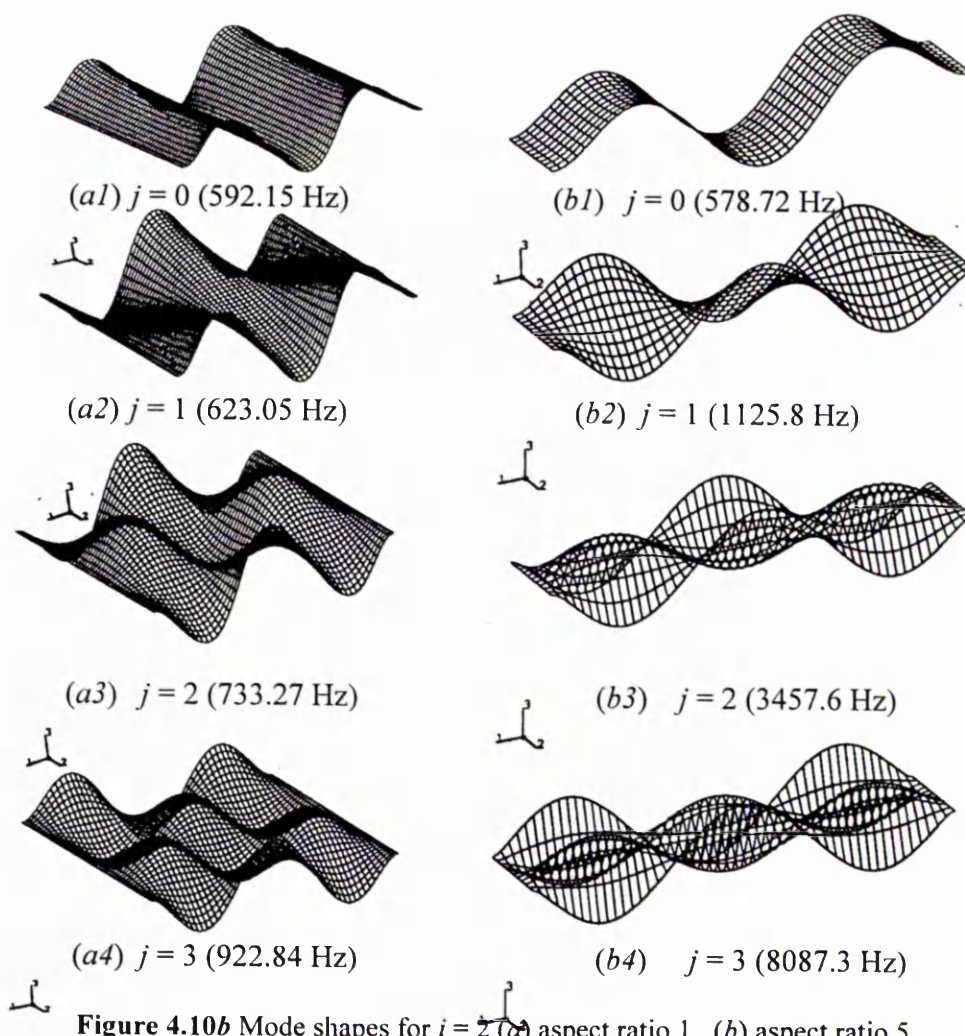 (a1) j = 0 (592.15 Hz)
(b1) j = 0 (578.72 Hz)
(a2) j = 1 (623.05 Hz)
(b2) j = 1 (1125.8 Hz)
(a3) j = 2 (733.27 Hz)
(b3) j = 2 (3457.6 Hz)
(a4) j = 3 (922.84 Hz)
(b4) j = 3 (8087.3 Hz)
Figure 4.10b Mode shapes for i = 2 (a) aspect ratio 1 (b) aspect ratio 5